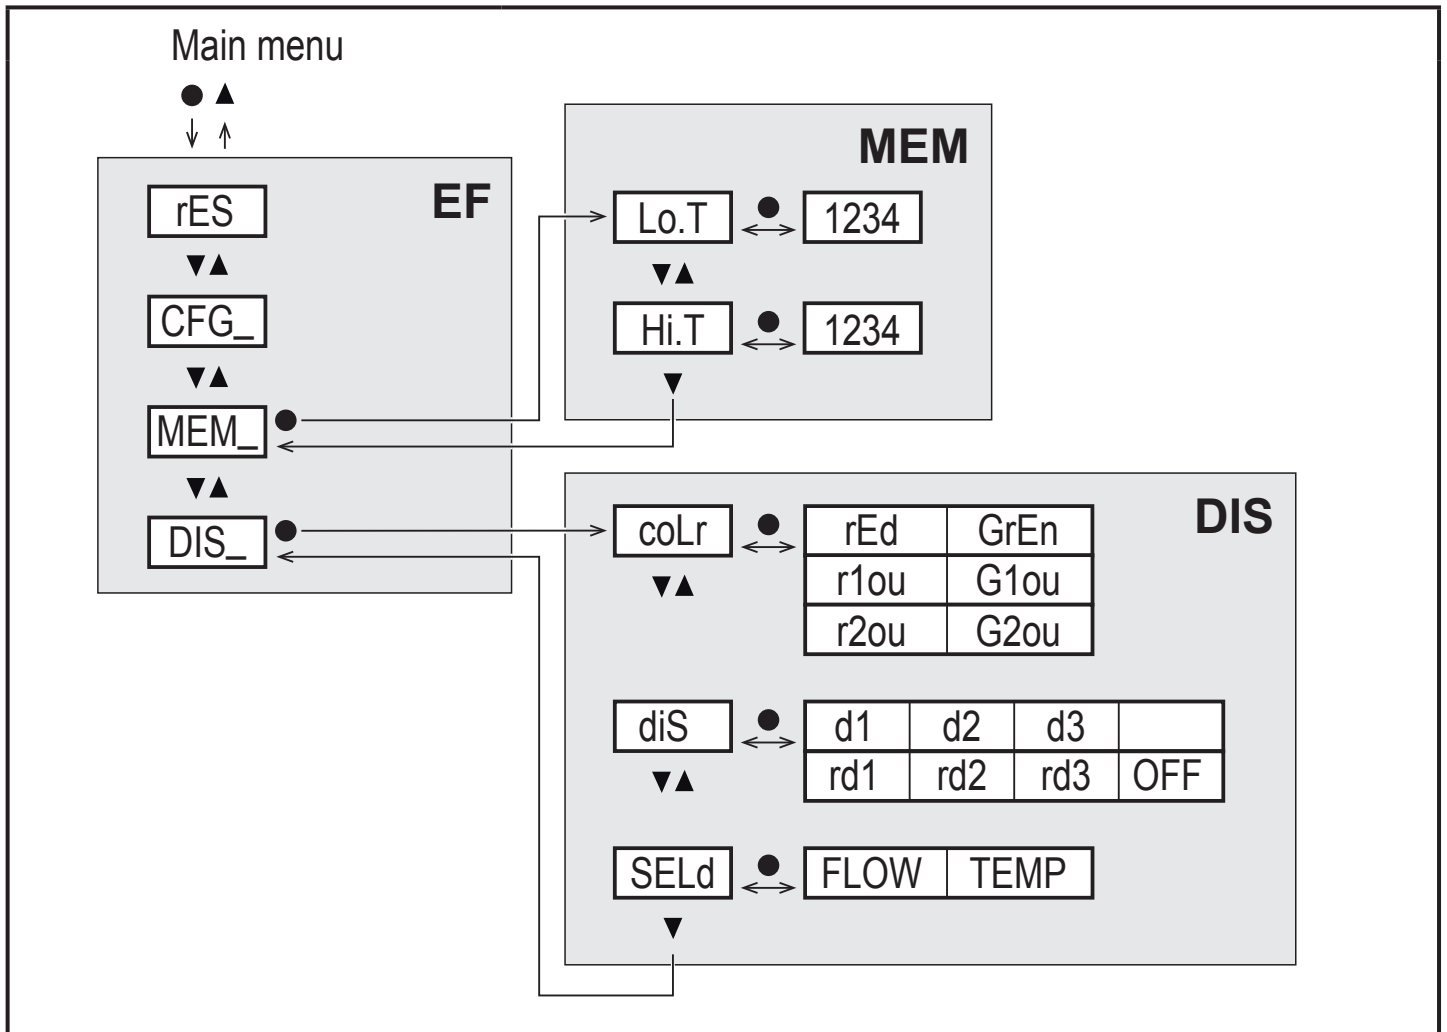 Main menu
EF
rES
CFG_
MEM_
DIS_
MEM
Lo.T 1234
Hi.T 1234
DIS
coLr rEd GrEn
r1ou G1ou
r2ou G2ou
diS d1 d2 d3
rd1 rd2 rd3 OFF
SELd FLOW TEMP